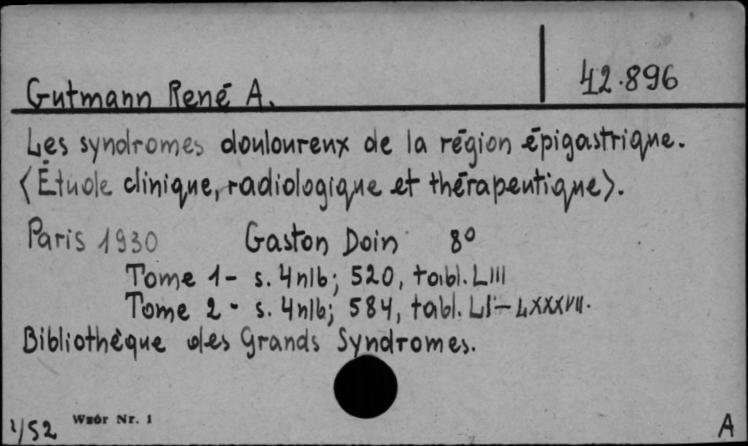 42.896
Gutmann René A.
Les syndromes douloureux de la région épigastrique.
<Étude clinique, radiologique et thérapeutique>.
Paris 1930 Gaston Doin 8°
Tome 1- s. 4nlb; 520, tabl. LIII
Tome 2 - s. 4nlb; 584, tabl. LI-LXXXVII.
Bibliothèque des Grands Syndromes.
Wzór Nr. 1
1/52 A